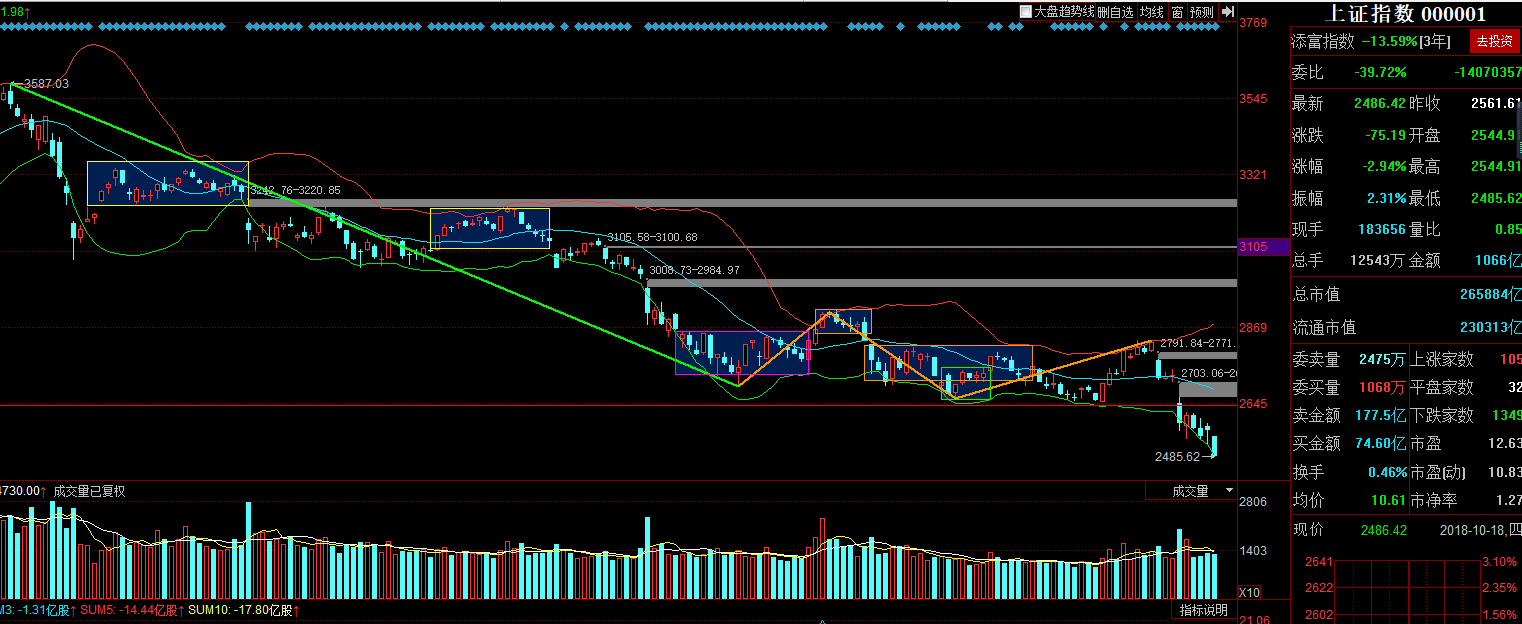 1.98↑
大盘趋势线 删自选 均线 窗 预测
3769
3587.03
3545
3321
3242.76-3220.85
3105.58-3100.68
3105
3008.73-2984.97
2869
2791.84-2771.
2703.06-26
2645
2485.62
4730.00↑ 成交量已复权
成交量
2806
1403
X10
M3: -1.31亿股↑ SUM5: -14.44亿股↑ SUM10: -17.80亿股↑
指标说明
21.06
上证指数 000001
添富指数 -13.59%[3年] 去投资
委比 -39.72% -14070357
最新 2486.42 昨收 2561.61
涨跌 -75.19 开盘 2544.91
涨幅 -2.94% 最高 2544.91
振幅 2.31% 最低 2485.62
现手 183656 量比 0.85
总手 12543万 金额 1066亿
总市值 265884亿
流通市值 230313亿
委卖量 2475万 上涨家数 105
委买量 1068万 平盘家数 32
卖金额 177.5亿 下跌家数 1349
买金额 74.60亿 市盈 12.63
换手 0.46% 市盈(动) 10.83
均价 10.61 市净率 1.27
现价 2486.42 2018-10-18,四
2641 3.10%
2622 2.35%
2602 1.56%